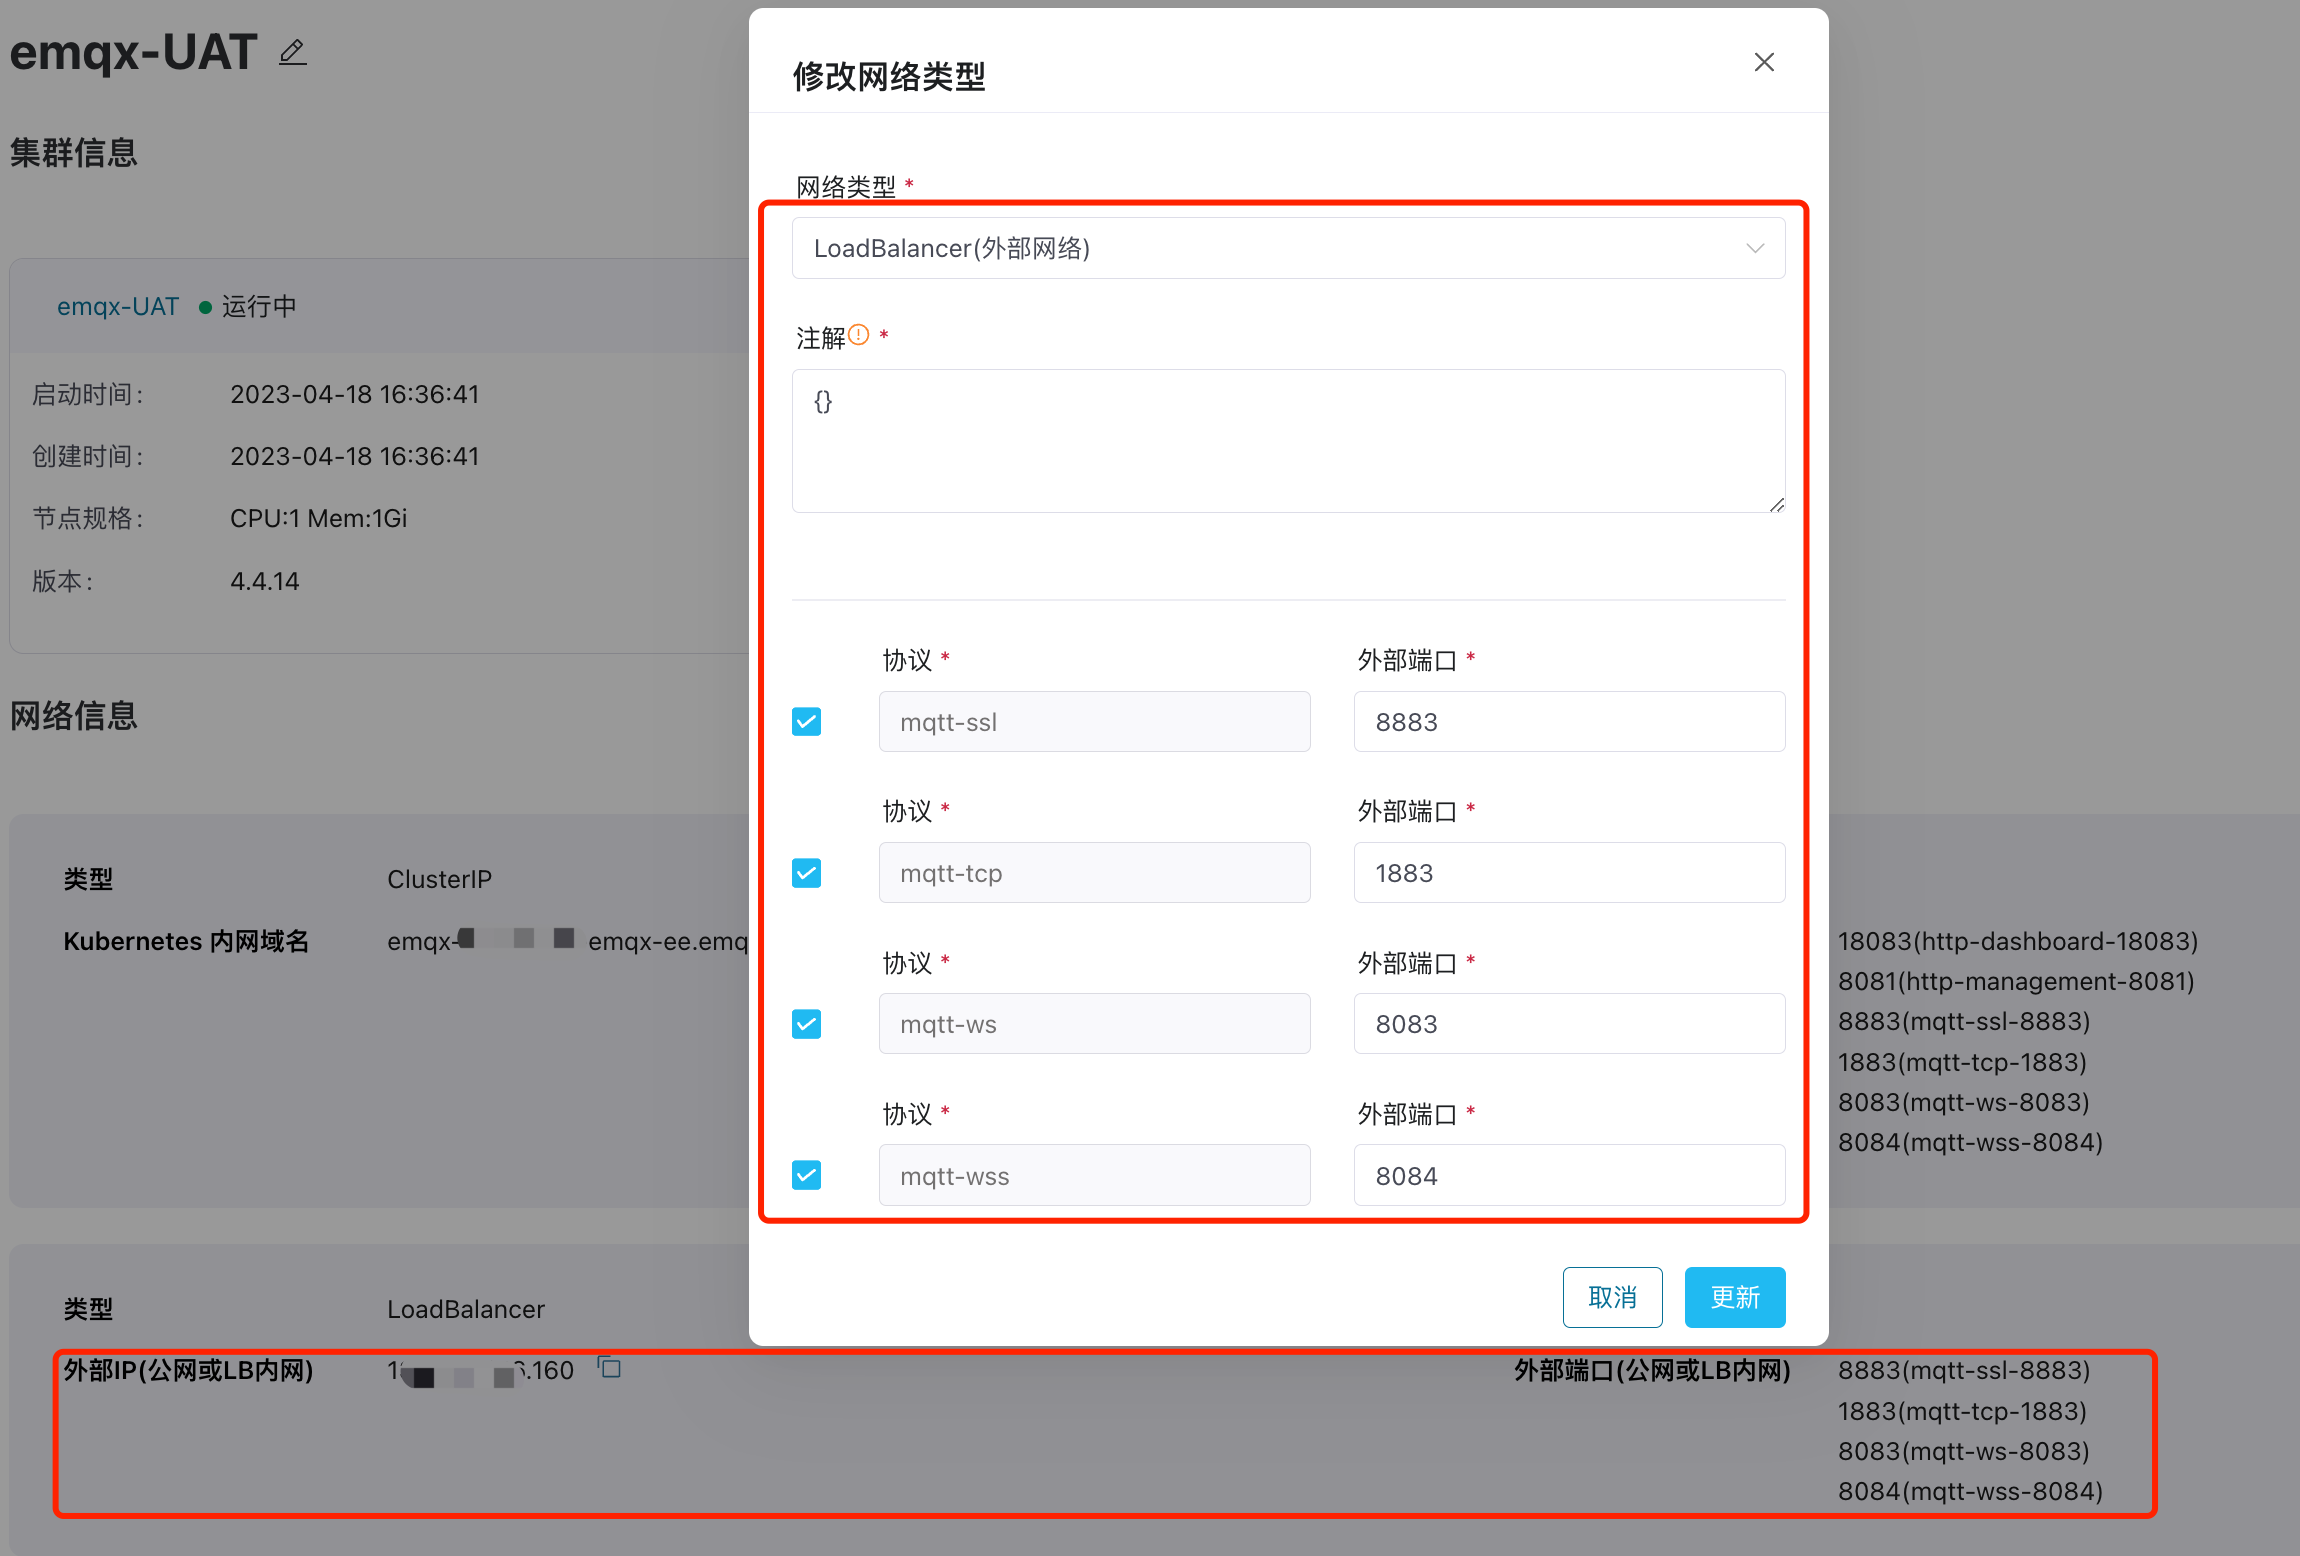 emqx-UAT
集群信息
emqx-UAT 运行中
启动时间: 2023-04-18 16:36:41
创建时间: 2023-04-18 16:36:41
节点规格: CPU:1 Mem:1Gi
版本: 4.4.14
网络信息
类型 ClusterIP
Kubernetes 内网域名 emqx- emqx-ee.emq
18083(http-dashboard-18083)
8081(http-management-8081)
8883(mqtt-ssl-8883)
1883(mqtt-tcp-1883)
8083(mqtt-ws-8083)
8084(mqtt-wss-8084)
类型 LoadBalancer
外部IP(公网或LB内网) .160 外部端口(公网或LB内网) 8883(mqtt-ssl-8883)
1883(mqtt-tcp-1883)
8083(mqtt-ws-8083)
8084(mqtt-wss-8084)
修改网络类型
网络类型 *
LoadBalancer(外部网络)
注解 *
{}
协议 * 外部端口 *
mqtt-ssl 8883
协议 * 外部端口 *
mqtt-tcp 1883
协议 * 外部端口 *
mqtt-ws 8083
协议 * 外部端口 *
mqtt-wss 8084
取消 更新